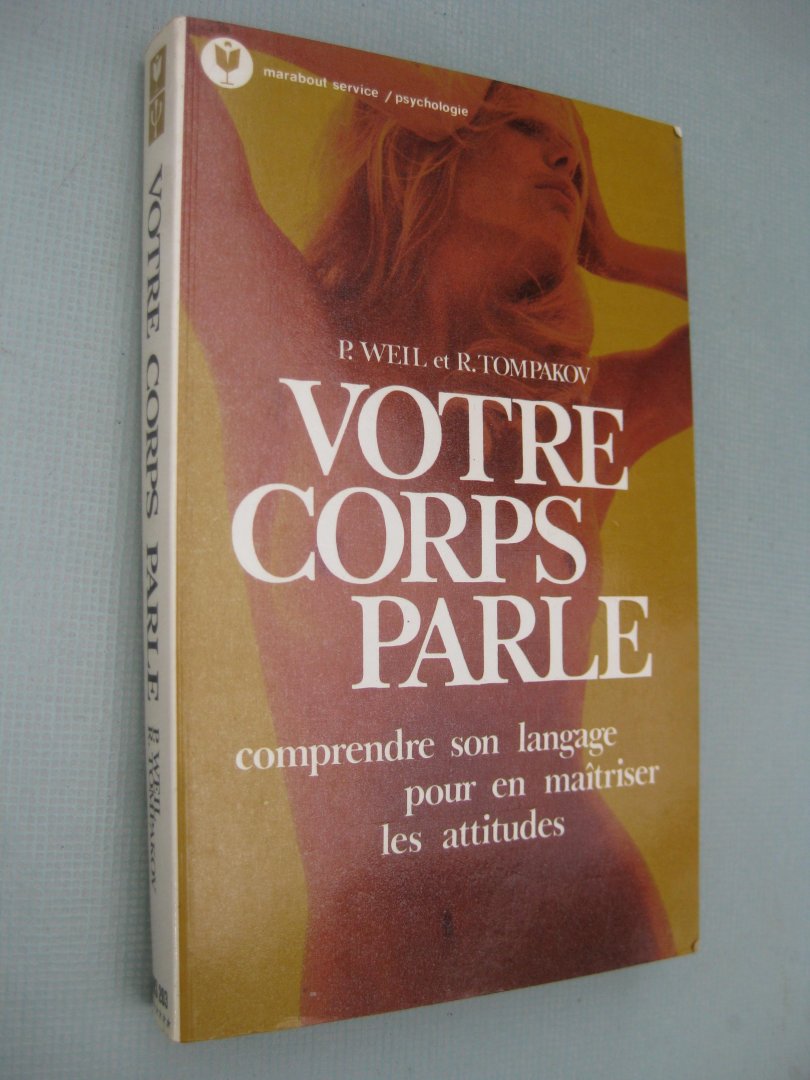 marabout service / psychologie
P. WEIL et R. TOMPAKOV
VOTRE
CORPS
PARLE
comprendre son langage
pour en maîtriser
les attitudes
VOTRE CORPS PARLE
P. WEIL
R. TOMPAKOV